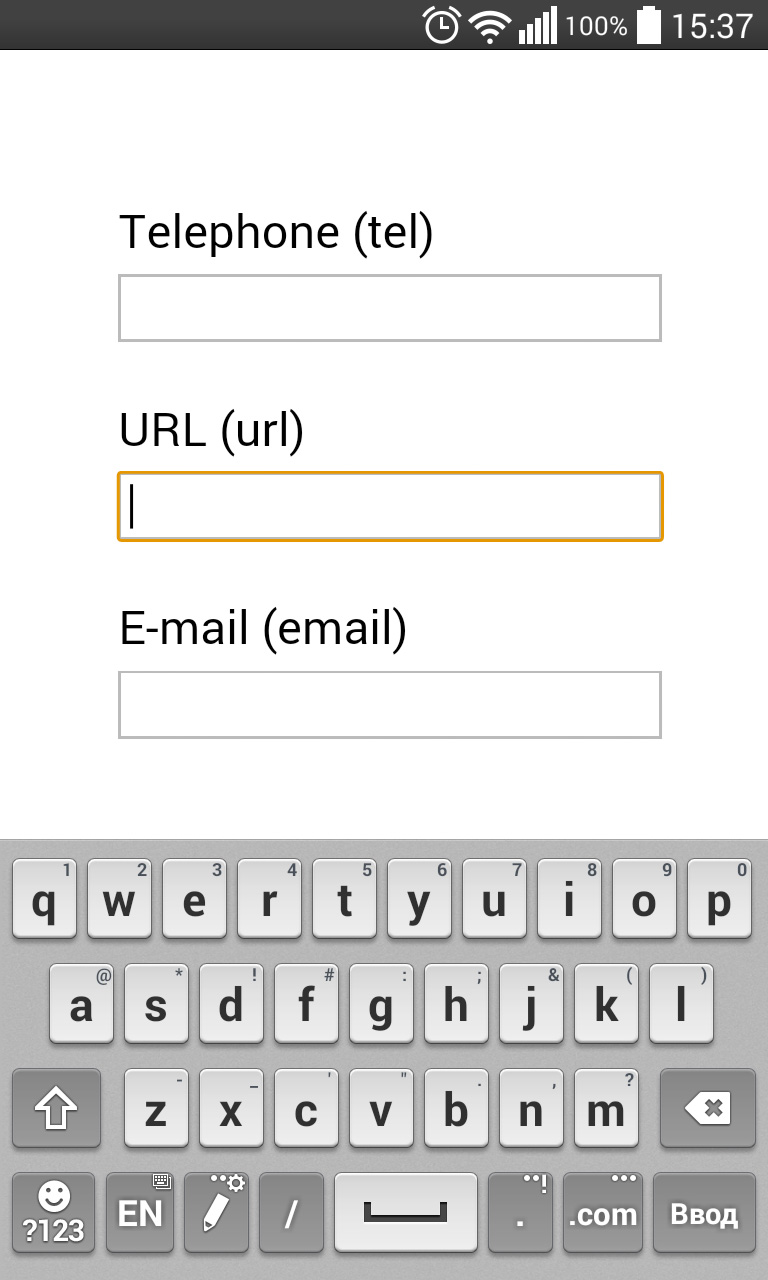 100% 15:37
Telephone (tel)
URL (url)
E-mail (email)
1 2 3 4 5 6 7 8 9 0
q w e r t y u i o p
@ * ! # : ; & ( )
a s d f g h j k l
- _ ' " . , ?
z x c v b n m
?123 EN / . ! .com Ввод